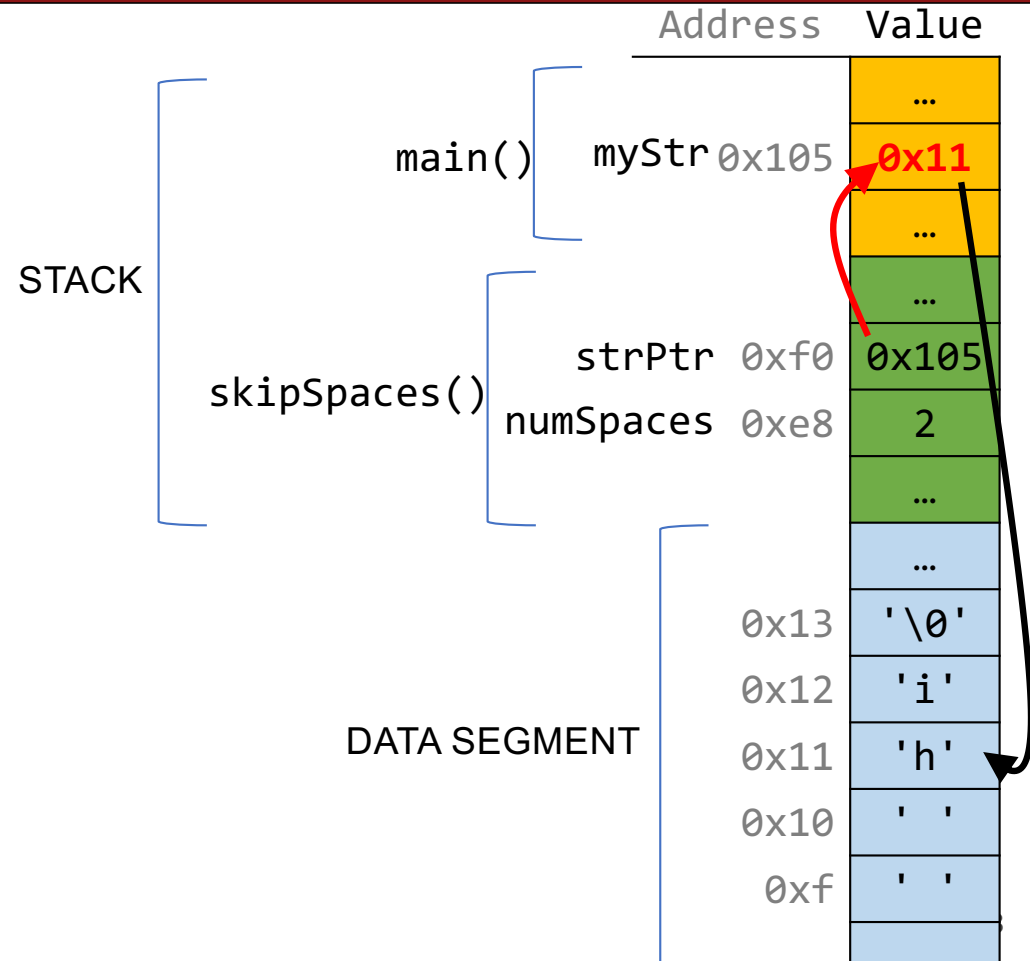 Address Value
…
main() myStr 0x105 0x11
…
STACK
…
strPtr 0xf0 0x105
skipSpaces()
numSpaces 0xe8 2
…
…
0x13 '\0'
0x12 'i'
DATA SEGMENT
0x11 'h'
0x10 ' '
0xf ' '